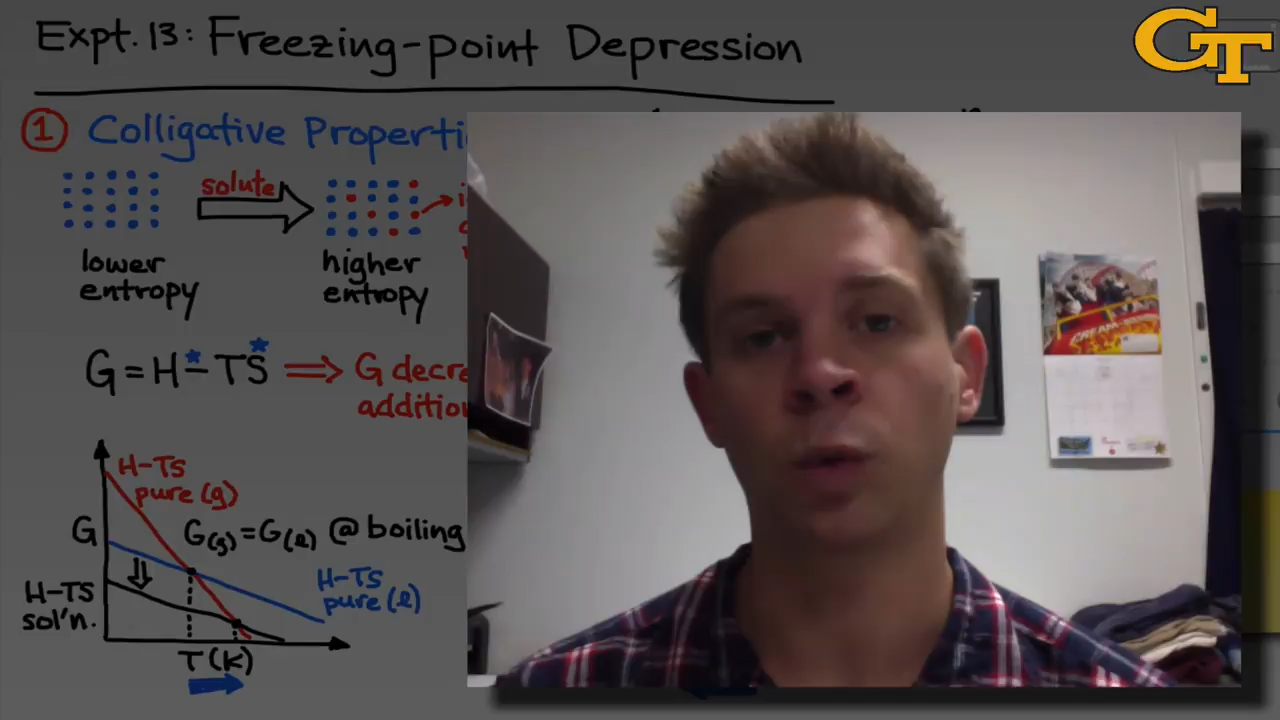 Expt. 13: Freezing-point Depression
GT
1 Colligative Properti
solute
lower
entropy
higher
entropy
G = H - TS ⇒ G decre
additio
H-TS
pure (g)
G
G(g) = G(l) @ boiling
H-TS
pure (l)
H-TS
sol'n.
T (K)